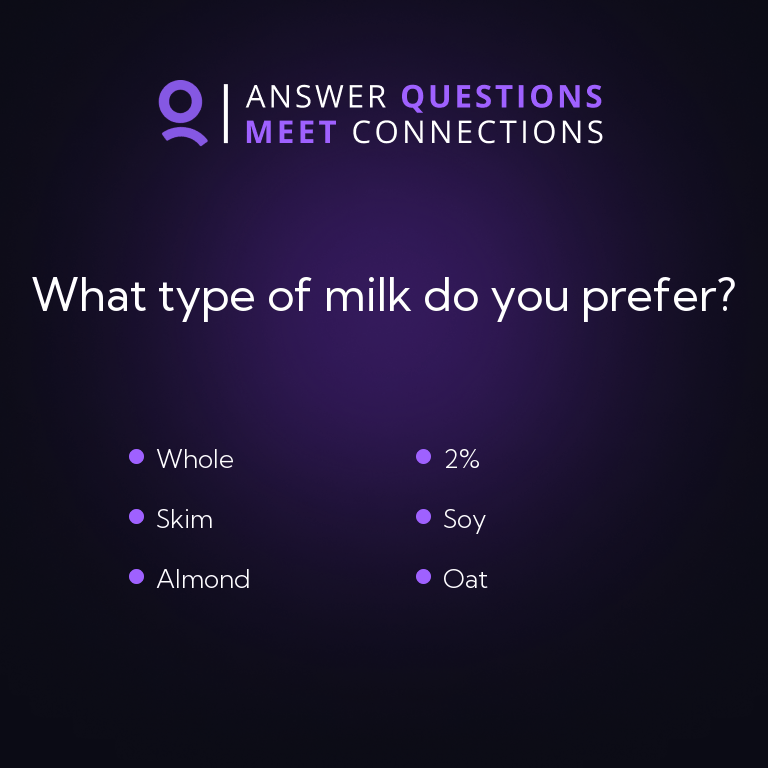 ANSWER QUESTIONS
MEET CONNECTIONS
What type of milk do you prefer?
Whole
2%
Skim
Soy
Almond
Oat